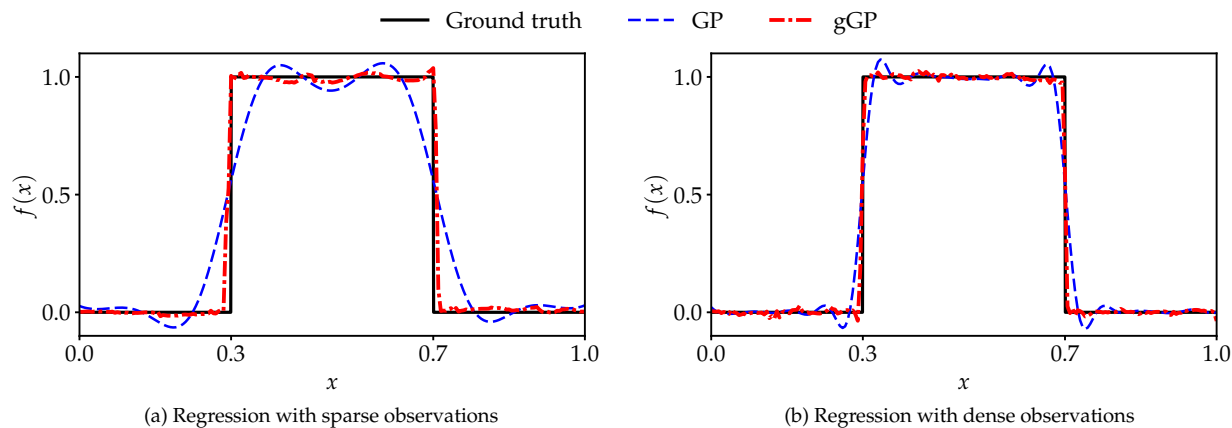 Ground truth GP gGP
1.0
0.5
0.0
f(x)
0.0 0.3 0.7 1.0
x
(a) Regression with sparse observations
1.0
0.5
0.0
f(x)
0.0 0.3 0.7 1.0
x
(b) Regression with dense observations